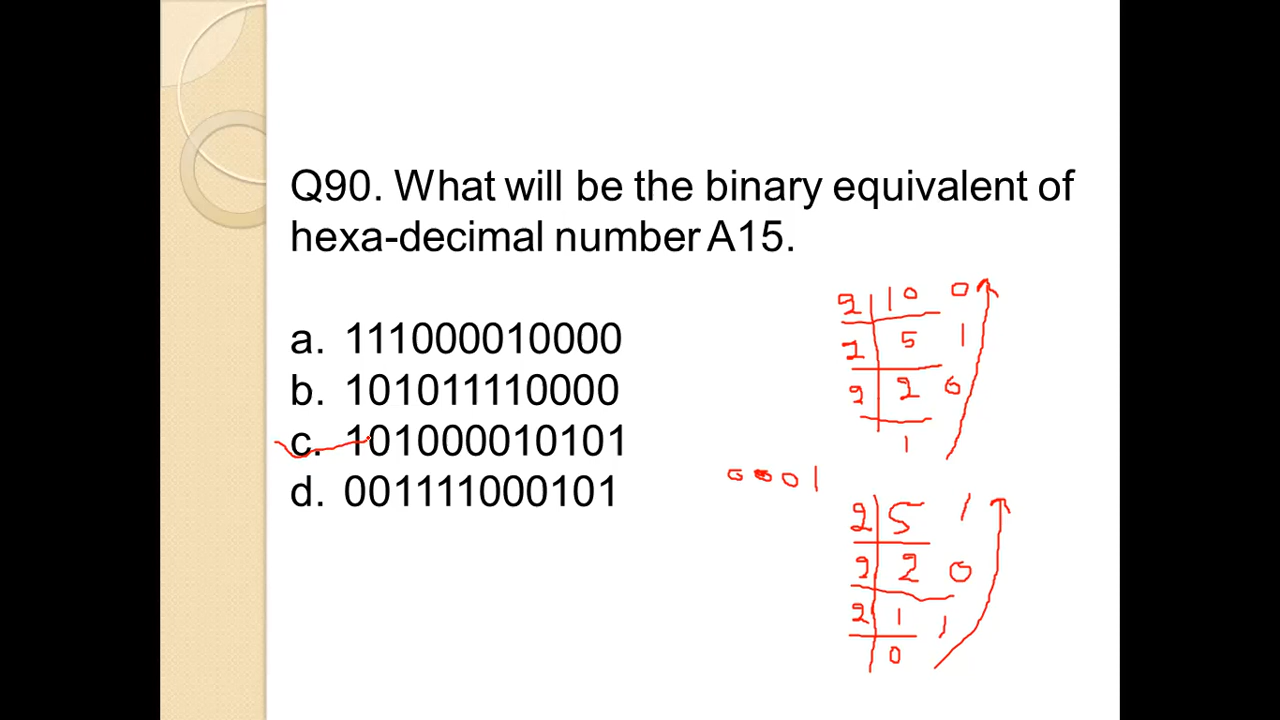 Q90. What will be the binary equivalent of
hexa-decimal number A15.
a. 111000010000
b. 101011110000
c. 101000010101
d. 001111000101
2 10 0
2 5 1
2 2 0
1
0001
2 5 1
2 2 0
2 1 1
0